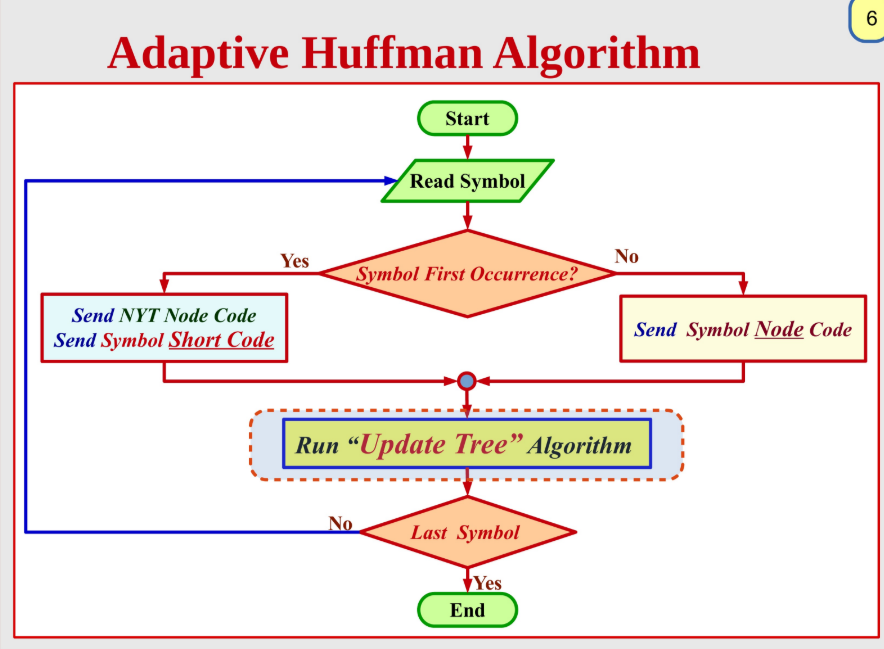 6
Adaptive Huffman Algorithm
Start
Read Symbol
Yes
No
Symbol First Occurrence?
Send NYT Node Code
Send Symbol Short Code
Send Symbol Node Code
Run “Update Tree” Algorithm
No
Last Symbol
Yes
End